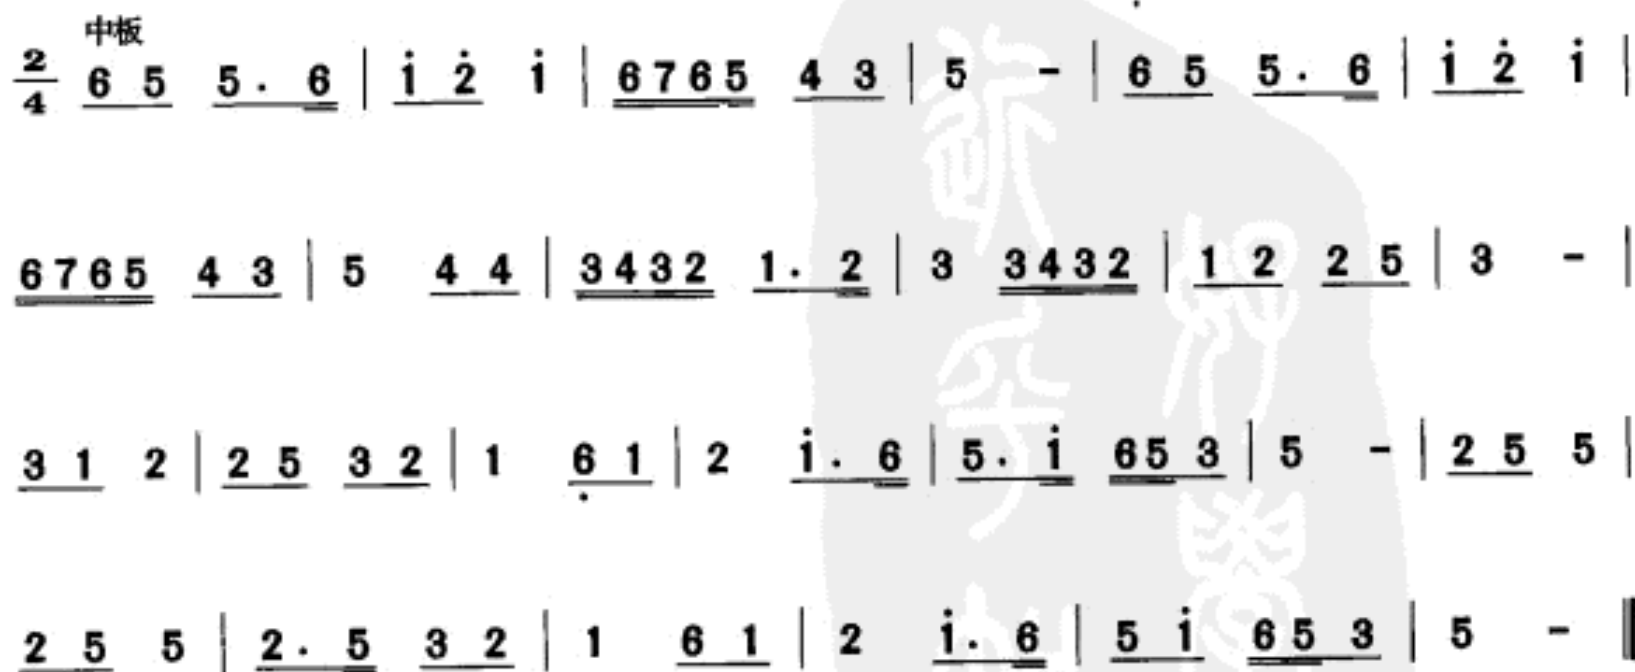 中板
2/4 6 5 5. 6 | i̇ 2̇ i̇ | 6765 4 3 | 5 - | 6 5 5. 6 | i̇ 2̇ i̇ |
6765 4 3 | 5 4 4 | 3432 1. 2 | 3 3432 | 1 2 2 5 | 3 - |
3 1 2 | 2 5 3 2 | 1 6̣ 1 | 2 i̇. 6 | 5. i̇ 65 3 | 5 - | 2 5 5 |
2 5 5 | 2. 5 3 2 | 1 6 1 | 2 i̇. 6 | 5 i̇ 65 3 | 5 - ‖